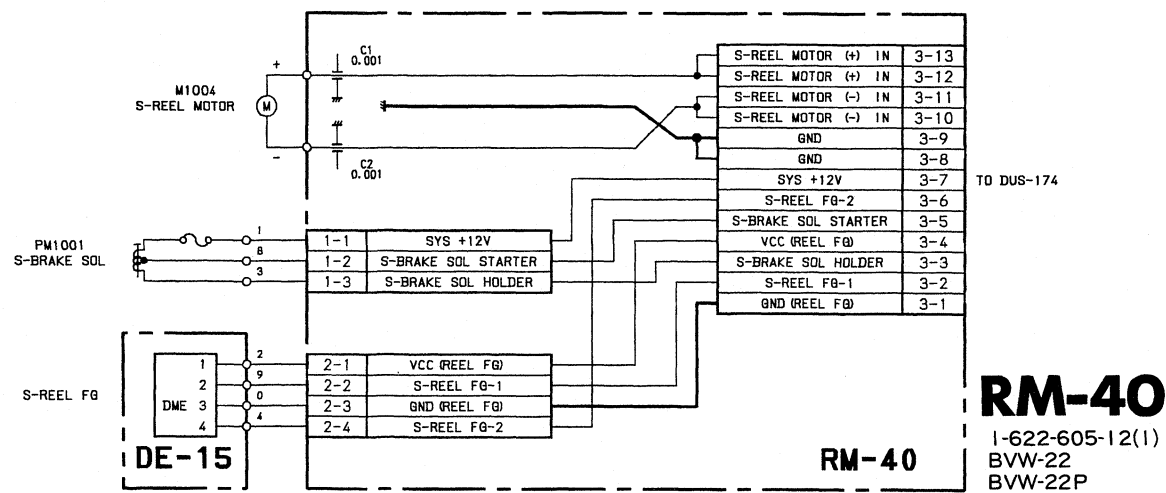 C1
0.001
+
M1004
S-REEL MOTOR
M
−
C2
0.001
S-REEL MOTOR (+) IN 3-13
S-REEL MOTOR (+) IN 3-12
S-REEL MOTOR (-) IN 3-11
S-REEL MOTOR (-) IN 3-10
GND 3-9
GND 3-8
SYS +12V 3-7
S-REEL FG-2 3-6
S-BRAKE SOL STARTER 3-5
VCC (REEL FG) 3-4
S-BRAKE SOL HOLDER 3-3
S-REEL FG-1 3-2
GND (REEL FG) 3-1
TO DUS-174
PM1001
S-BRAKE SOL
1 1-1 SYS +12V
8 1-2 S-BRAKE SOL STARTER
3 1-3 S-BRAKE SOL HOLDER
S-REEL FG
DME
1 2 2-1 VCC (REEL FG)
2 9 2-2 S-REEL FG-1
3 0 2-3 GND (REEL FG)
4 4 2-4 S-REEL FG-2
DE-15
RM-40
RM-40
1-622-605-12(1)
BVW-22
BVW-22P